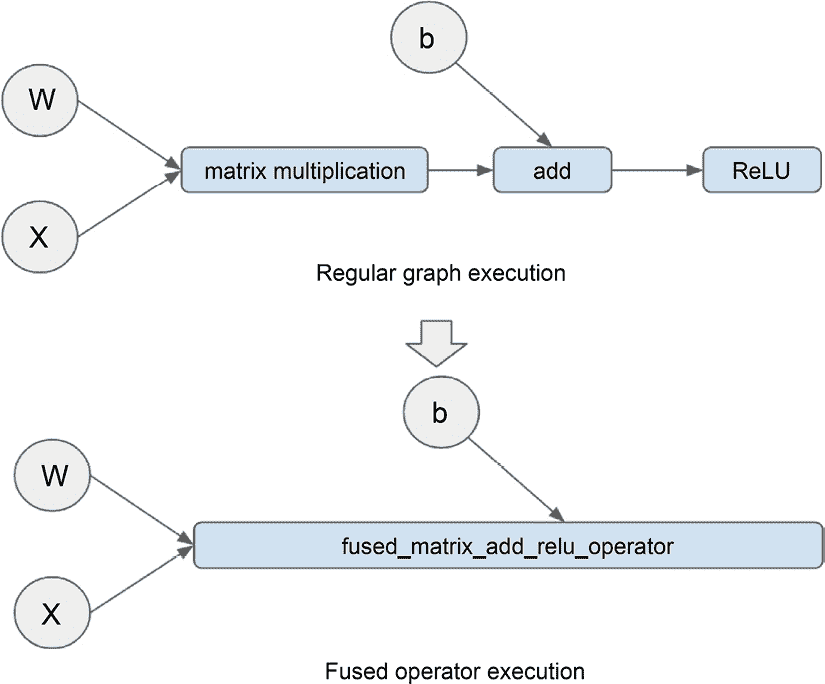 b
W
matrix multiplication
add
ReLU
X
Regular graph execution
b
W
fused_matrix_add_relu_operator
X
Fused operator execution